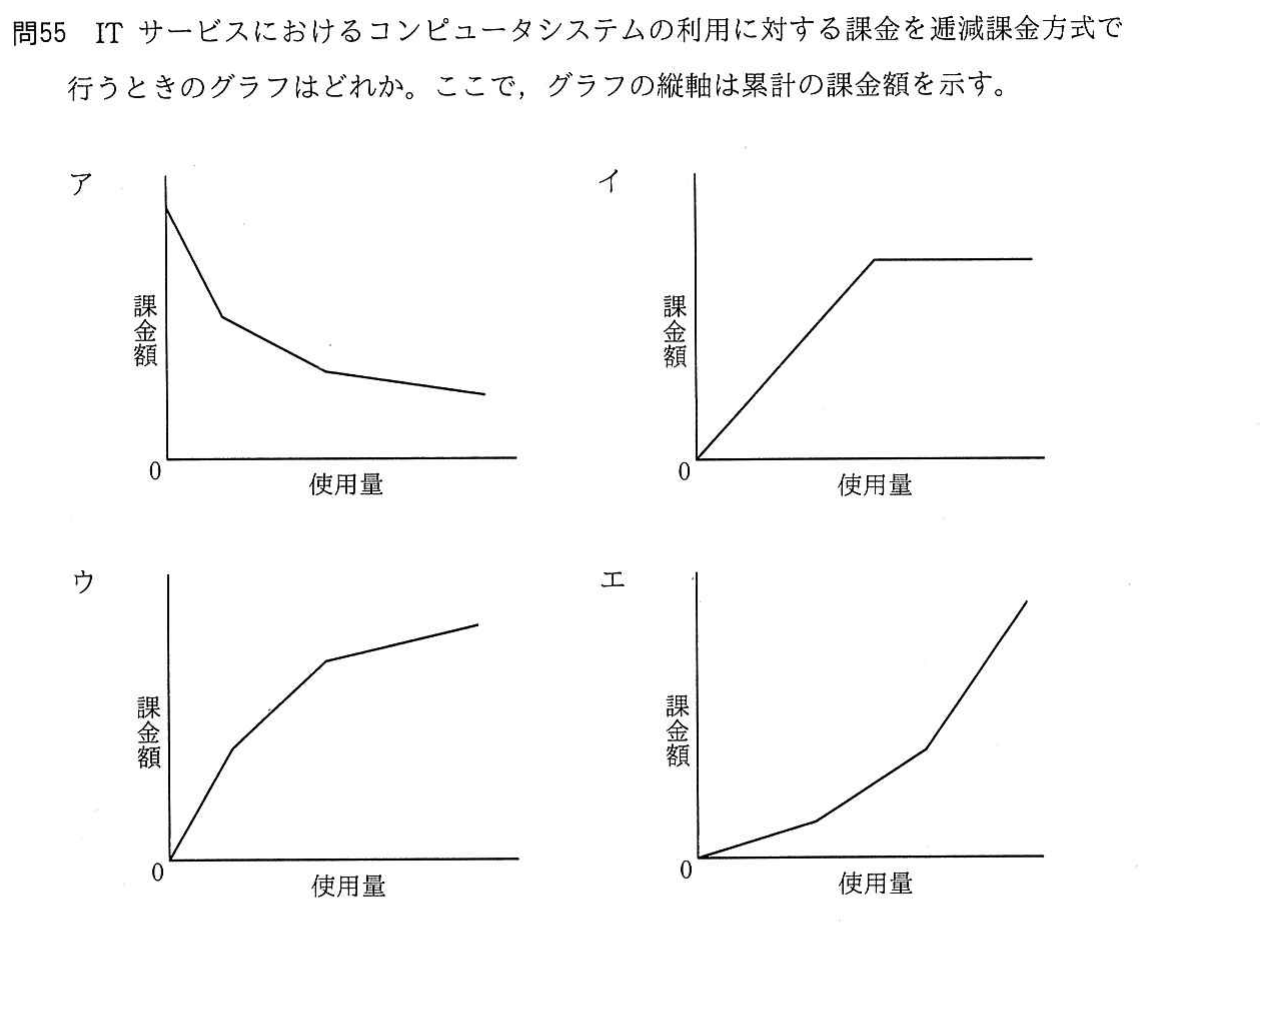 問55 IT サービスにおけるコンピュータシステムの利用に対する課金を逓減課金方式で
行うときのグラフはどれか。ここで，グラフの縦軸は累計の課金額を示す。
ア
課金額
0
使用量
イ
課金額
0
使用量
ウ
課金額
0
使用量
エ
課金額
0
使用量